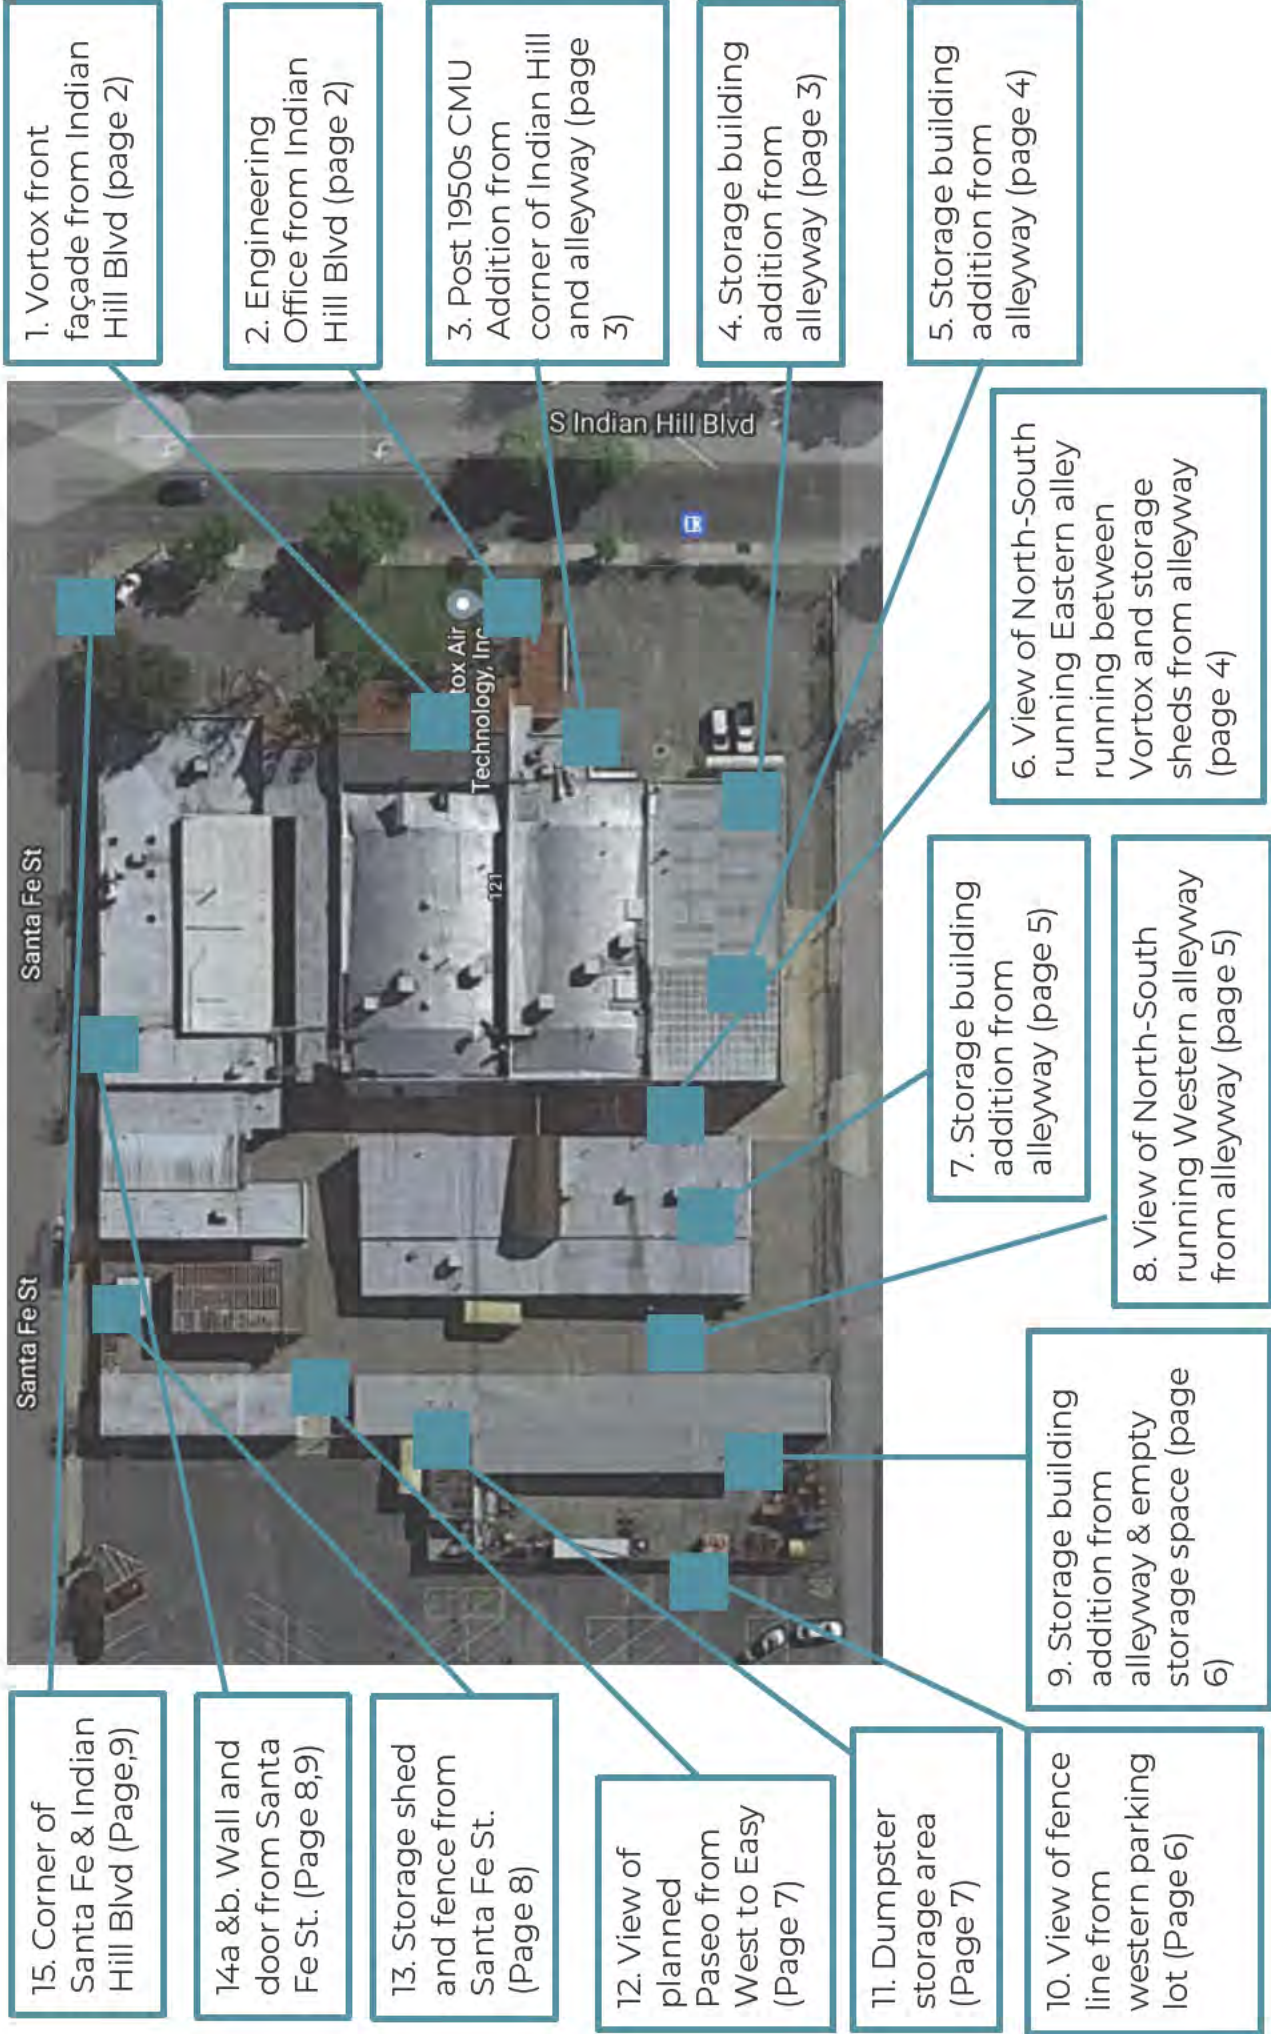 1. Vortox front
façade from Indian
Hill Blvd (page 2)
2. Engineering
Office from Indian
Hill Blvd (page 2)
3. Post 1950s CMU
Addition from
corner of Indian Hill
and alleyway (page
3)
4. Storage building
addition from
alleyway (page 3)
5. Storage building
addition from
alleyway (page 4)
6. View of North-South
running Eastern alley
running between
Vortox and storage
sheds from alleyway
(page 4)
7. Storage building
addition from
alleyway (page 5)
8. View of North-South
running Western alleyway
from alleyway (page 5)
9. Storage building
addition from
alleyway & empty
storage space (page
6)
10. View of fence
line from
western parking
lot (Page 6)
11. Dumpster
storage area
(Page 7)
12. View of
planned
Paseo from
West to Easy
(Page 7)
13. Storage shed
and fence from
Santa Fe St.
(Page 8)
14a &b. Wall and
door from Santa
Fe St. (Page 8,9)
15. Corner of
Santa Fe & Indian
Hill Blvd (Page,9)
Santa Fe St
Santa Fe St
S Indian Hill Blvd
tox Air
Technology, Inc
121